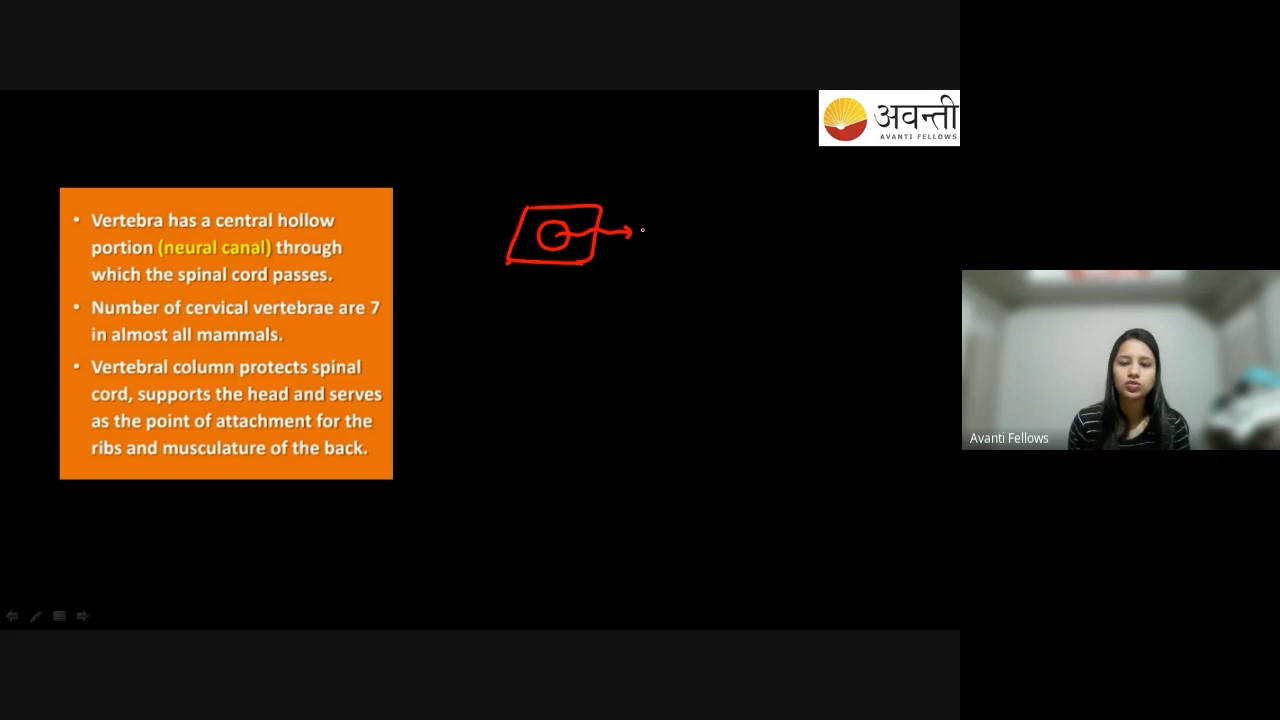 अवन्ती
AVANTI FELLOWS
• Vertebra has a central hollow
portion (neural canal) through
which the spinal cord passes.
• Number of cervical vertebrae are 7
in almost all mammals.
• Vertebral column protects spinal
cord, supports the head and serves
as the point of attachment for the
ribs and musculature of the back.
Avanti Fellows